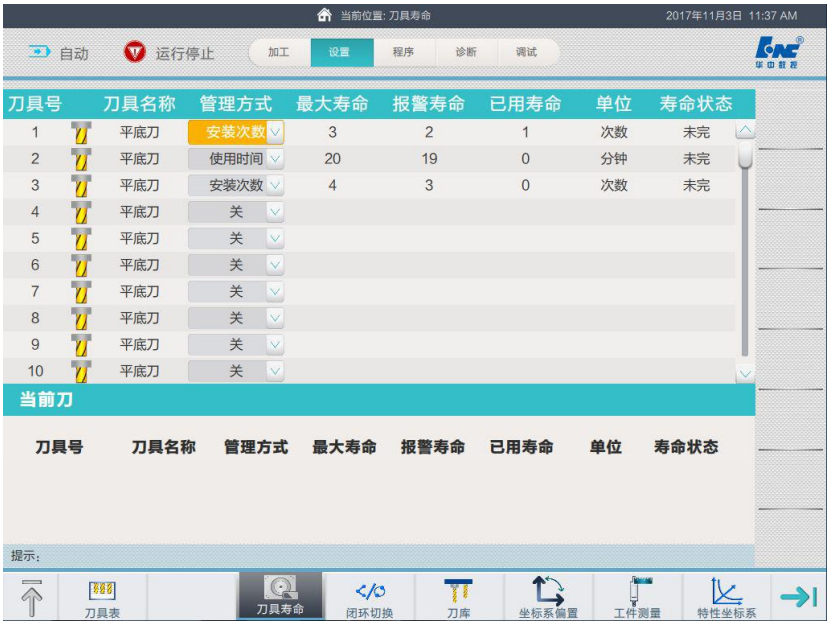 当前位置: 刀具寿命 2017年11月3日 11:37 AM
自动 运行停止 加工 设置 程序 诊断 调试
HNC
华中数控
刀具号 刀具名称 管理方式 最大寿命 报警寿命 已用寿命 单位 寿命状态
1 平底刀 安装次数 3 2 1 次数 未完
2 平底刀 使用时间 20 19 0 分钟 未完
3 平底刀 安装次数 4 3 0 次数 未完
4 平底刀 关
5 平底刀 关
6 平底刀 关
7 平底刀 关
8 平底刀 关
9 平底刀 关
10 平底刀 关
当前刀
刀具号 刀具名称 管理方式 最大寿命 报警寿命 已用寿命 单位 寿命状态
提示:
刀具表 刀具寿命 闭环切换 刀库 坐标系偏置 工件测量 特性坐标系